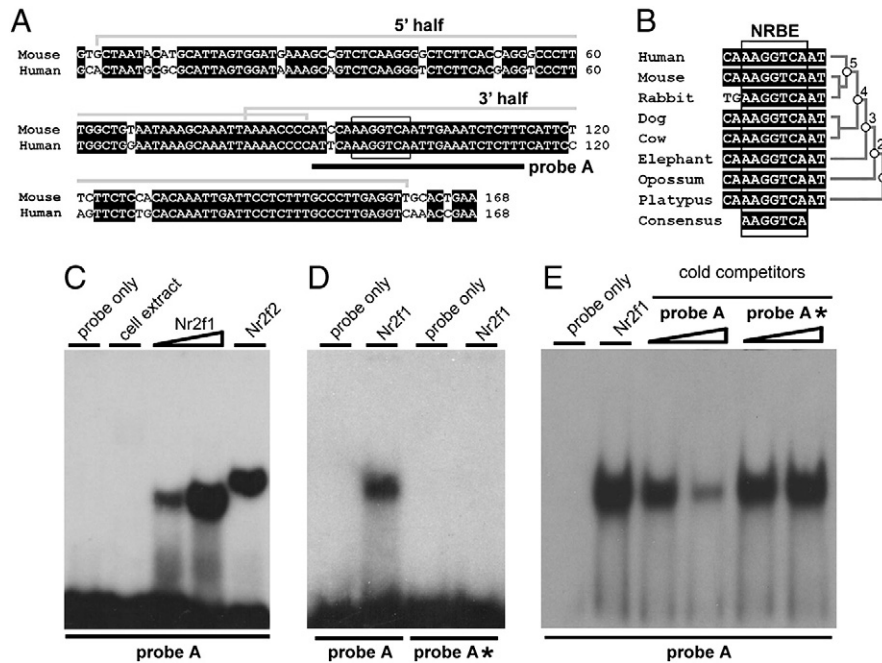 A
5' half
Mouse GTGCTAATACATGCATTAGTGGATGAAAGCCGTCTCAAGGGGCTCTTCACCAGGGCCCTT 60
Human GCACTAATGCGCGCATTAGTGGATAAAAGCAGTCTCAAGGGGCTCTTCACGAGGTCCCTT 60
3' half
Mouse TGGCTGTAATAAAGCAAATTAAAACCCCATCCAAAGGTCAATTGAAATCTCTTTCATTCT 120
Human TGGCTGGAATAAAGCAAATTAAAACCCCATTCAAAGGTCAATTGAAATCTCTTTCATTCC 120
probe A
Mouse TCTTCTCCACACAAATTGATTCCTCTTTGCCCTTGAGGTTGCACTGAA 168
Human AGTTCTCTGCACAAATTGATTCCTCTTTGCCCTTGAGGTCAAACCGAA 168
B
NRBE
Human CAAAGGTCAAT
Mouse CAAAGGTCAAT
Rabbit TGAAGGTCAAT
Dog CAAAGGTCAAT
Cow CAAAGGTCAAT
Elephant CAAAGGTCAAT
Opossum CAAAGGTCAAT
Platypus CAAAGGTCAAT
Consensus AAGGTCA
5
4
3
2
C
probe only
cell extract
Nr2f1
Nr2f2
probe A
D
probe only
Nr2f1
probe only
Nr2f1
probe A
probe A*
E
cold competitors
probe only
Nr2f1
probe A
probe A*
probe A